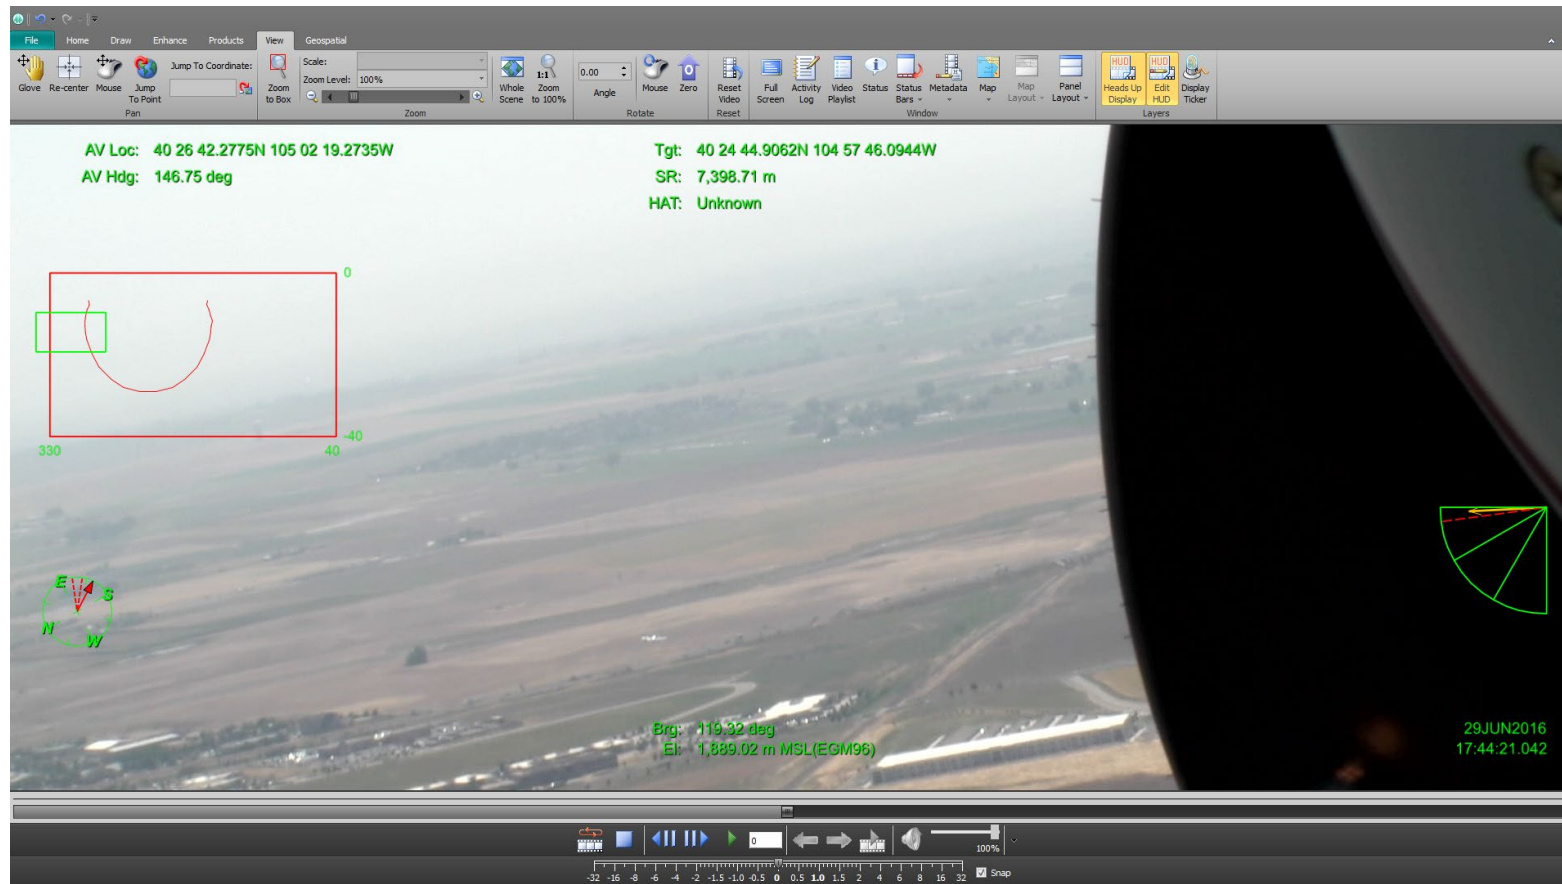 File Home Draw Enhance Products View Geospatial
Jump To Coordinate: Scale:
Zoom Level: 100%
0.00
Glove Re-center Mouse Jump To Point Zoom to Box Whole Scene 1:1 Zoom to 100% Angle Mouse Zero Reset Video Full Screen Activity Log Video Playlist Status Status Bars Metadata Map Map Layout Panel Layout HUD Heads Up Display HUD Edit HUD Display Ticker
Pan Zoom Rotate Reset Window Layers
AV Loc: 40 26 42.2775N 105 02 19.2735W
AV Hdg: 146.75 deg
Tgt: 40 24 44.9062N 104 57 46.0944W
SR: 7,398.71 m
HAT: Unknown
0
-40
330 40
E S
N W
Brg: 119.32 deg
El: 1,889.02 m MSL(EGM96)
29JUN2016
17:44:21.042
0
100%
-32 -16 -8 -6 -4 -2 -1.5 -1.0 -0.5 0 0.5 1.0 1.5 2 4 6 8 16 32 Snap